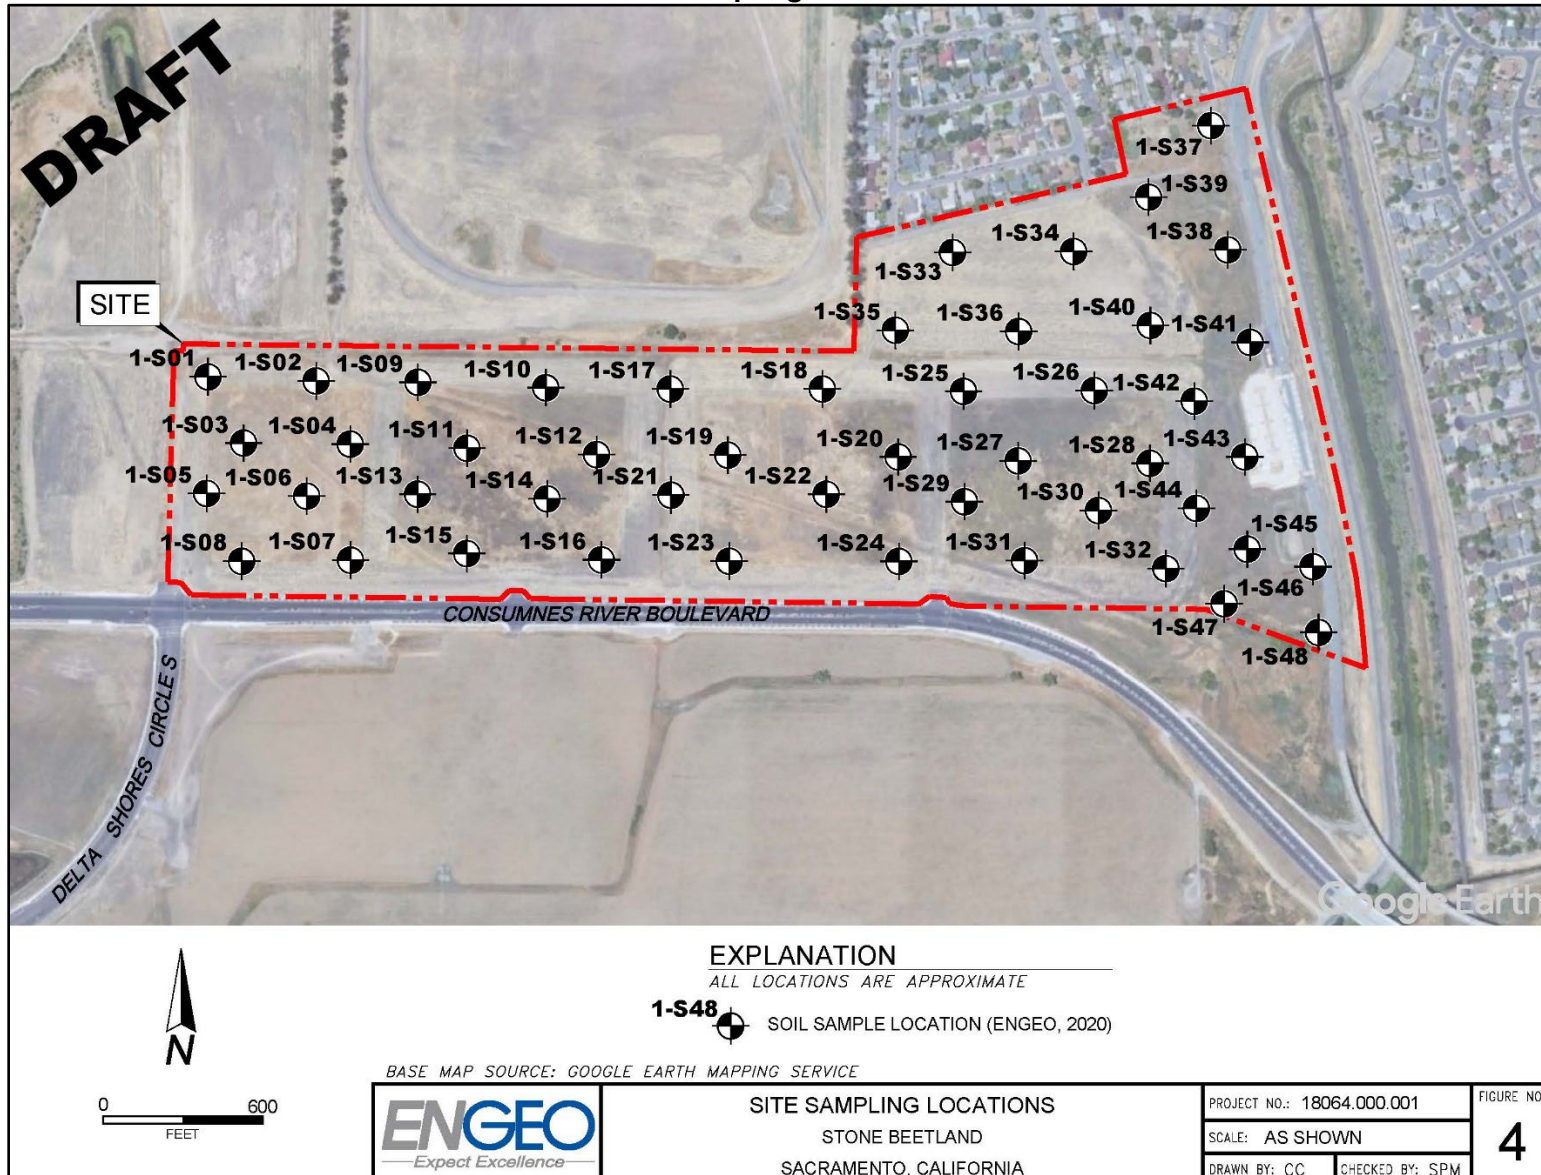 DRAFT
1-S37
1-S39
1-S34
1-S38
1-S33
SITE
1-S35
1-S36
1-S40
1-S41
1-S01
1-S02
1-S09
1-S10
1-S17
1-S18
1-S25
1-S26
1-S42
1-S03
1-S04
1-S11
1-S12
1-S19
1-S20
1-S27
1-S28
1-S43
1-S05
1-S06
1-S13
1-S14
1-S21
1-S22
1-S29
1-S30
1-S44
1-S08
1-S07
1-S15
1-S16
1-S23
1-S24
1-S31
1-S32
1-S45
1-S46
1-S47
1-S48
CONSUMNES RIVER BOULEVARD
DELTA SHORES CIRCLE S
Google Earth
EXPLANATION
ALL LOCATIONS ARE APPROXIMATE
1-S48 SOIL SAMPLE LOCATION (ENGEO, 2020)
N
BASE MAP SOURCE: GOOGLE EARTH MAPPING SERVICE
0 600
FEET
ENGEO
Expect Excellence
SITE SAMPLING LOCATIONS
STONE BEETLAND
SACRAMENTO, CALIFORNIA
PROJECT NO.: 18064.000.001
SCALE: AS SHOWN
DRAWN BY: CC CHECKED BY: SPM
FIGURE NO
4